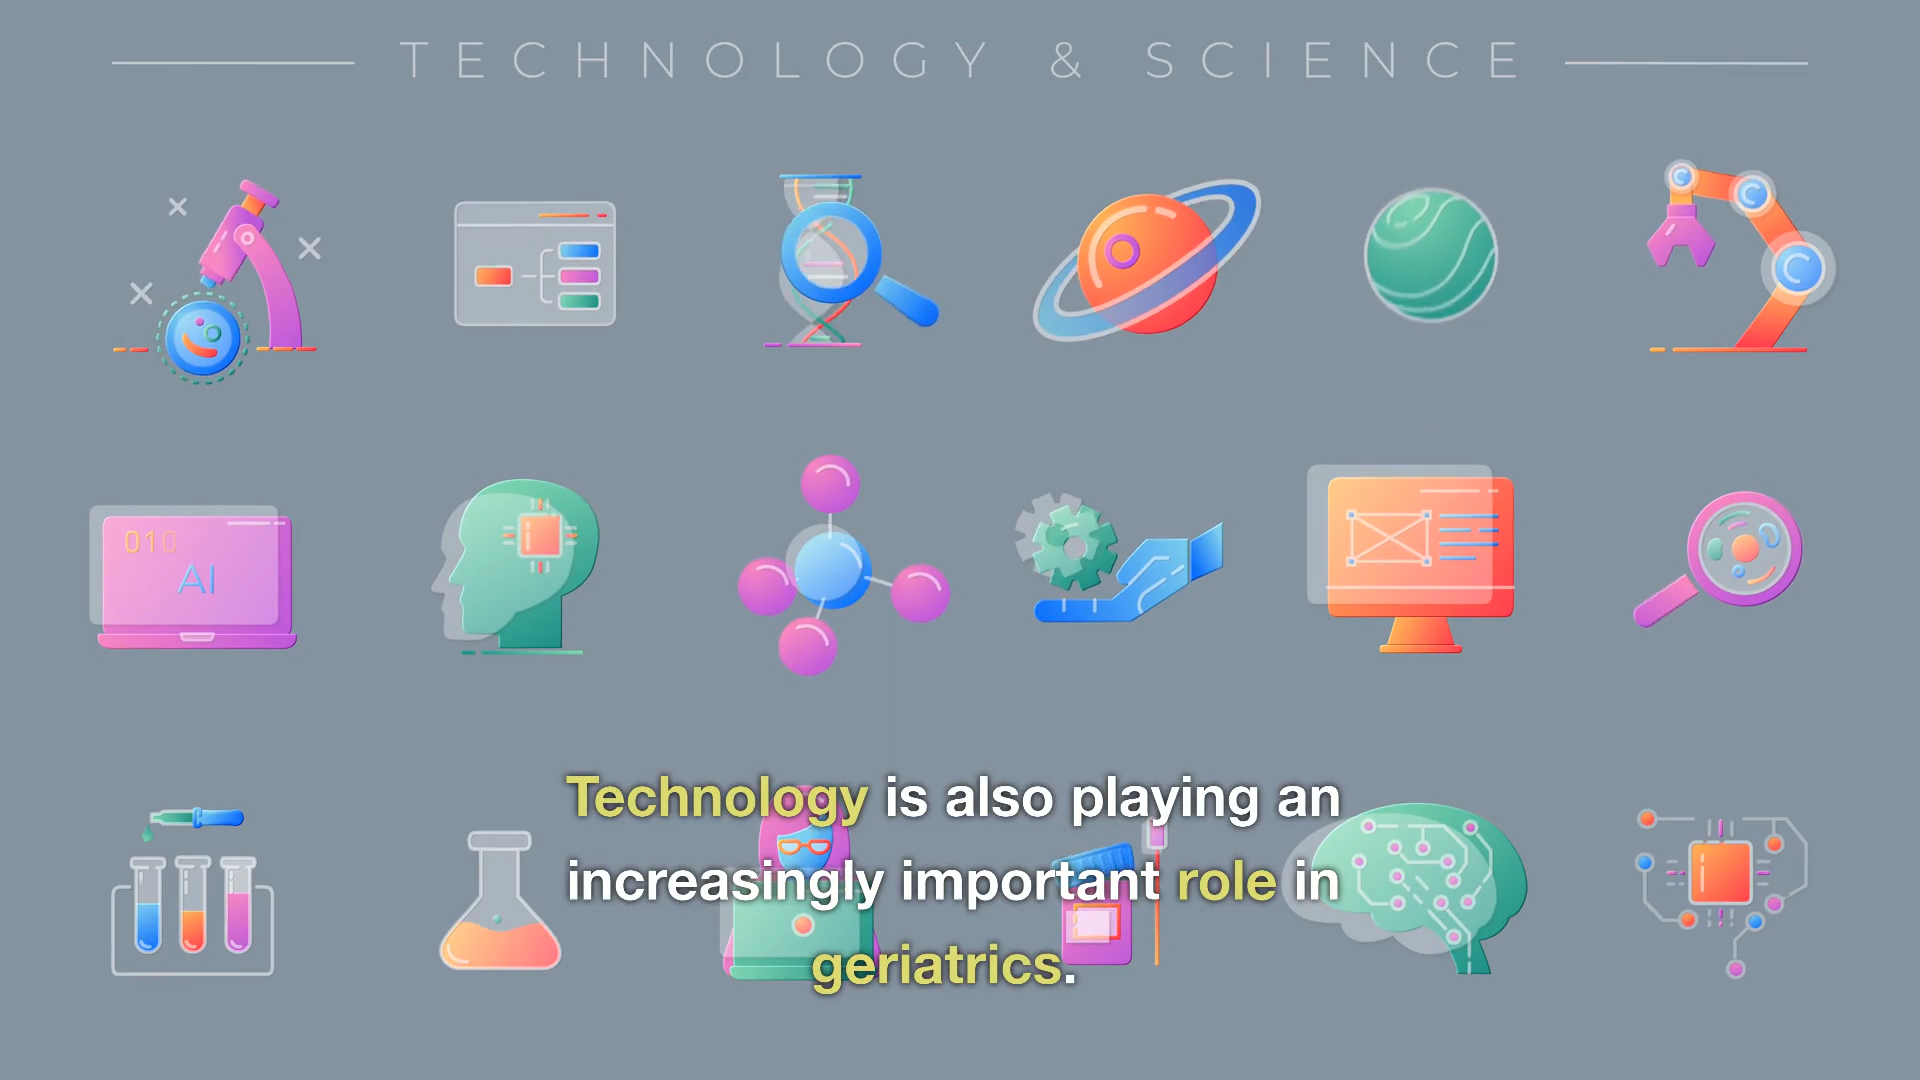 TECHNOLOGY & SCIENCE
010
AI
Technology is also playing an
increasingly important role in
geriatrics.